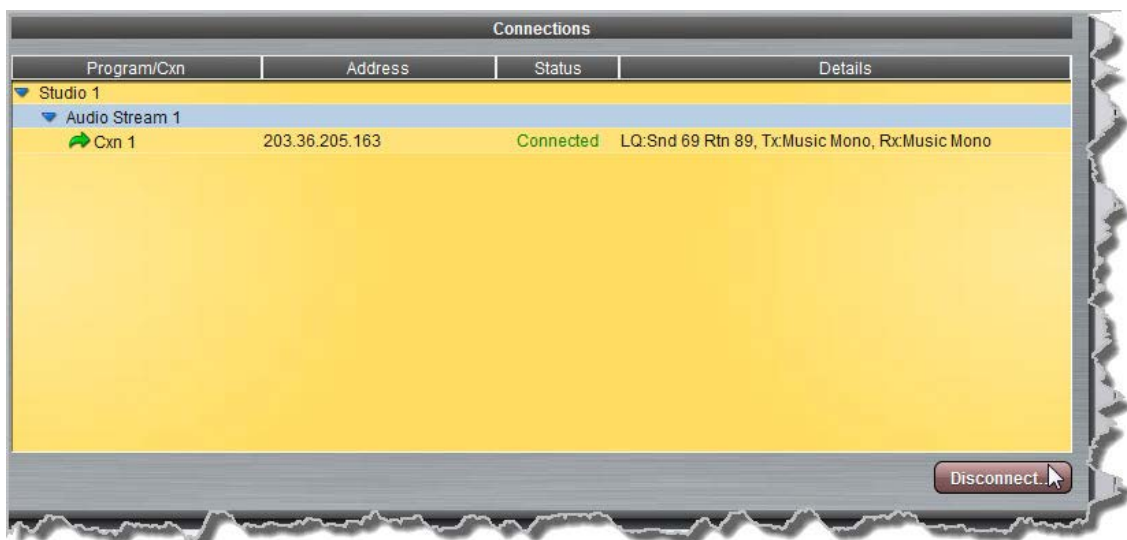 Connections
Program/Cxn Address Status Details
Studio 1
Audio Stream 1
Cxn 1 203.36.205.163 Connected LQ:Snd 69 Rtn 89, Tx:Music Mono, Rx:Music Mono
Disconnect..